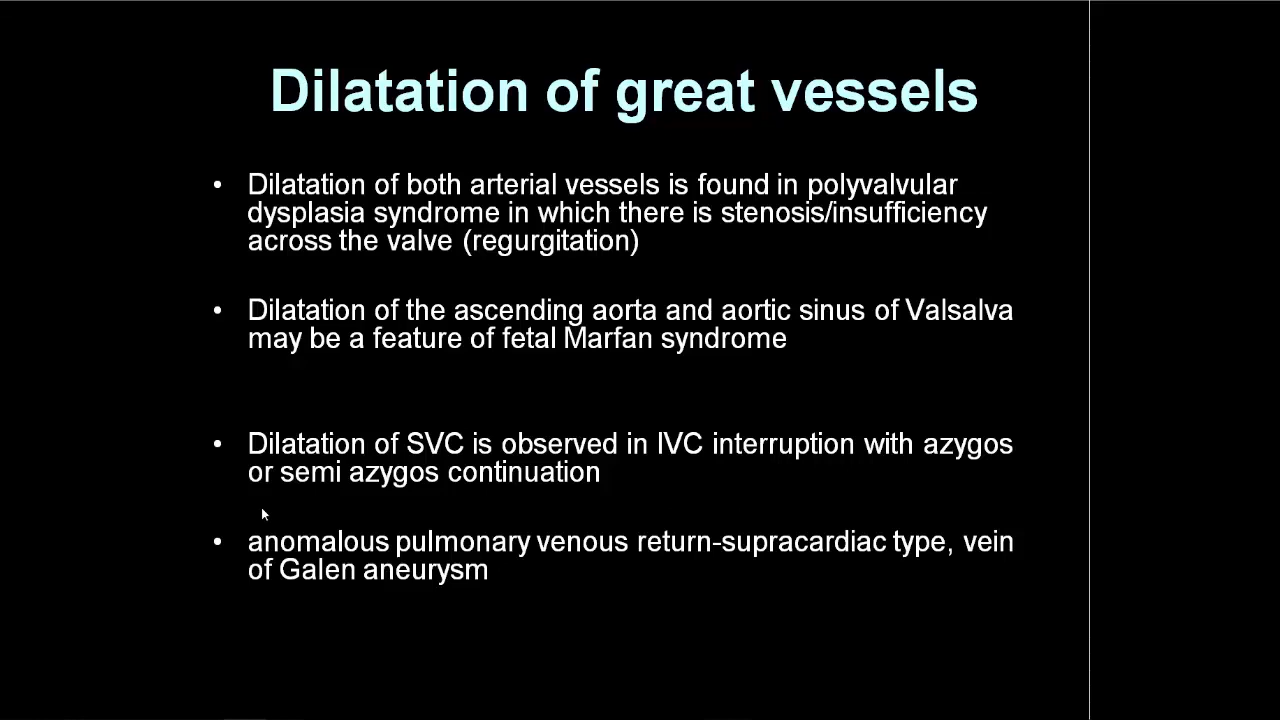 Dilatation of great vessels
• Dilatation of both arterial vessels is found in polyvalvular
dysplasia syndrome in which there is stenosis/insufficiency
across the valve (regurgitation)
• Dilatation of the ascending aorta and aortic sinus of Valsalva
may be a feature of fetal Marfan syndrome
• Dilatation of SVC is observed in IVC interruption with azygos
or semi azygos continuation
• anomalous pulmonary venous return-supracardiac type, vein
of Galen aneurysm